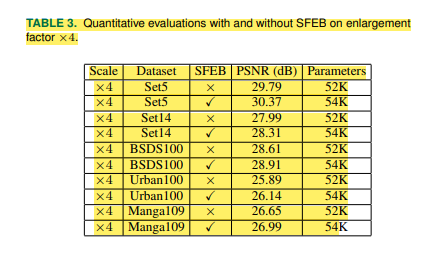 TABLE 3. Quantitative evaluations with and without SFEB on enlargement
factor ×4.
Scale Dataset SFEB PSNR (dB) Parameters
×4 Set5 × 29.79 52K
×4 Set5 ✓ 30.37 54K
×4 Set14 × 27.99 52K
×4 Set14 ✓ 28.31 54K
×4 BSDS100 × 28.61 52K
×4 BSDS100 ✓ 28.91 54K
×4 Urban100 × 25.89 52K
×4 Urban100 ✓ 26.14 54K
×4 Manga109 × 26.65 52K
×4 Manga109 ✓ 26.99 54K